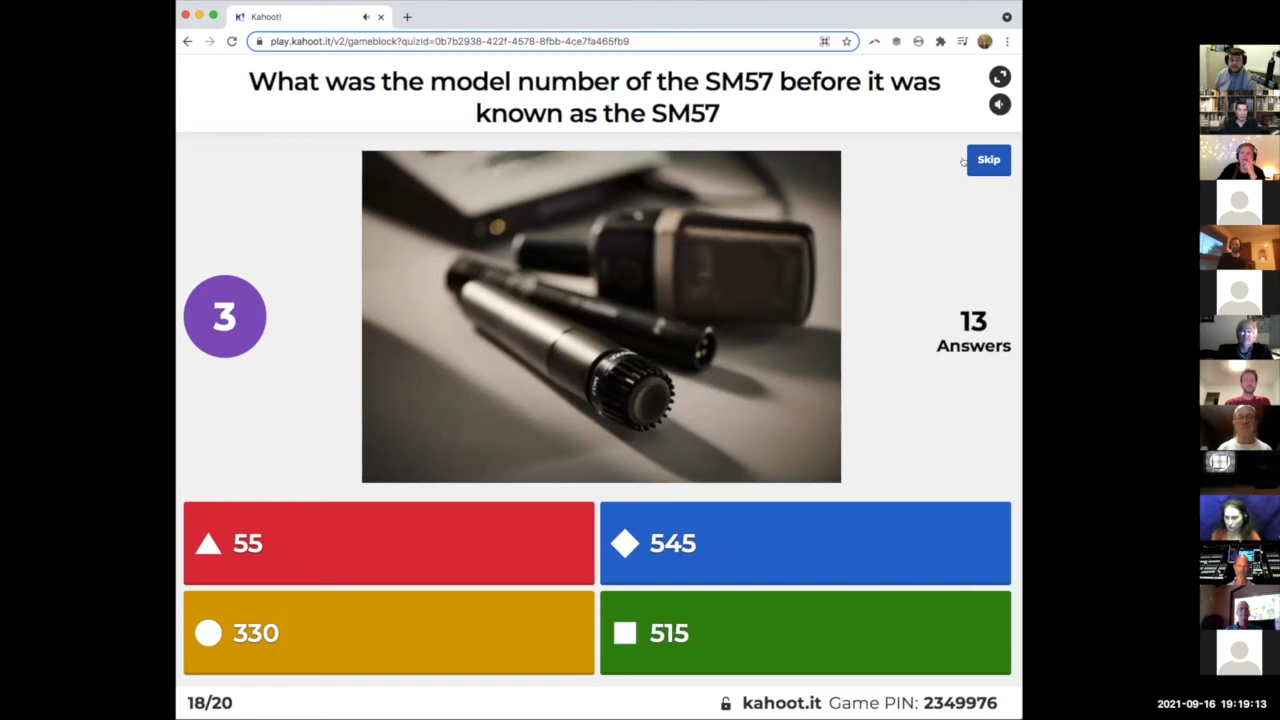 Kahoot!
play.kahoot.it/v2/gameblock?quizId=0b7b2938-422f-4578-8fbb-4ce7fa465fb9
What was the model number of the SM57 before it was
known as the SM57
Skip
3
SM57
13
Answers
55
545
330
515
18/20
kahoot.it Game PIN: 2349976
2021-09-16 19:19:13